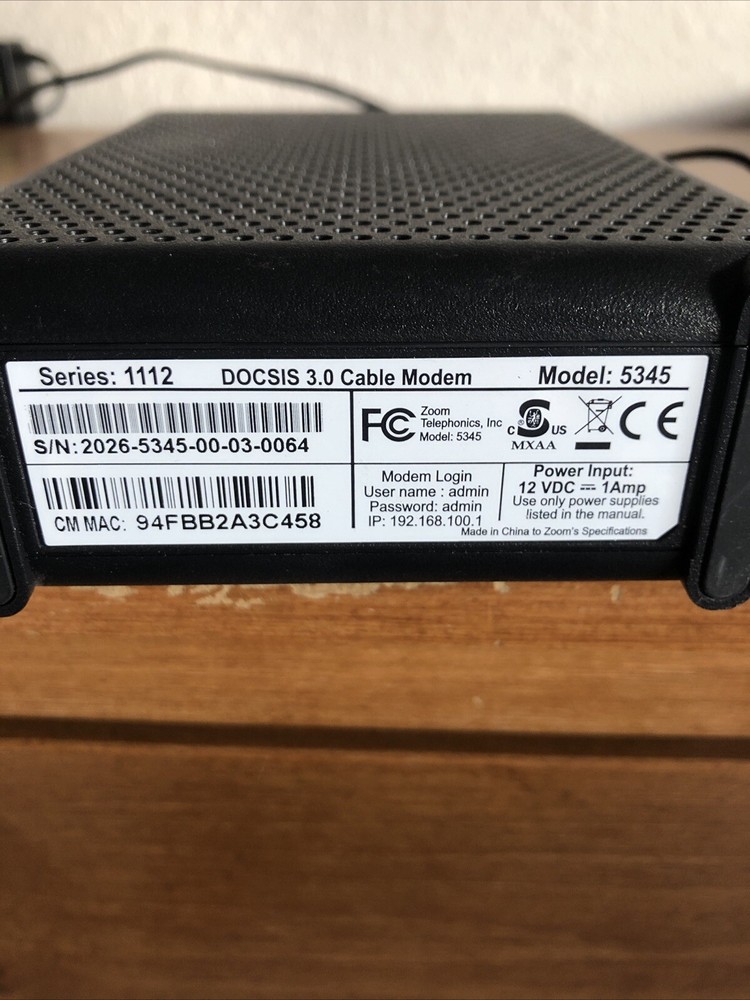 Series: 1112 DOCSIS 3.0 Cable Modem Model: 5345
S/N: 2026-5345-00-03-0064
FC Zoom
Telephonics, Inc
Model: 5345
C ® US
MXAA
CE
CM MAC: 94FBB2A3C458
Modem Login
User name : admin
Password: admin
IP: 192.168.100.1
Power Input:
12 VDC ⎓ 1Amp
Use only power supplies
listed in the manual.
Made in China to Zoom's Specifications